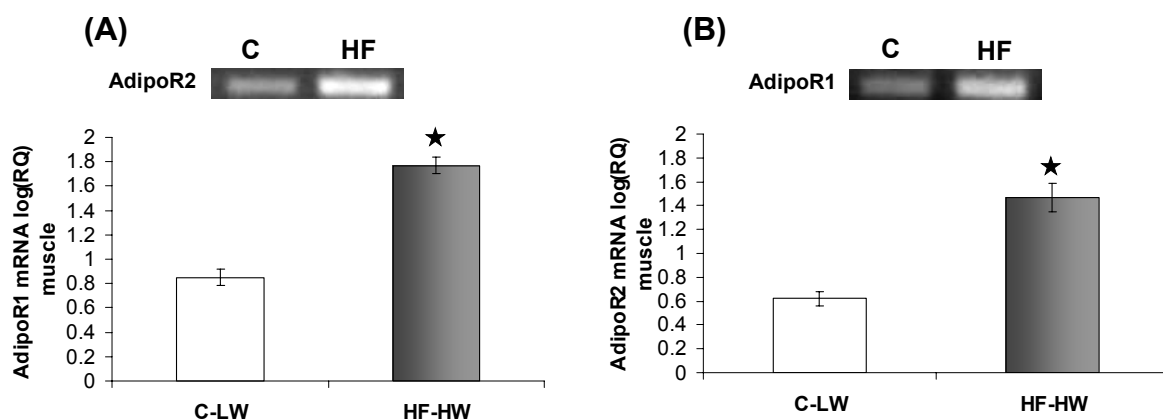 (A)
C HF
AdipoR2
AdipoR1 mRNA log(RQ)
muscle
2
1.8
1.6
1.4
1.2
1
0.8
0.6
0.4
0.2
0
C-LW HF-HW
(B)
C HF
AdipoR1
AdipoR2 mRNA log(RQ)
muscle
2
1.8
1.6
1.4
1.2
1
0.8
0.6
0.4
0.2
0
C-LW HF-HW